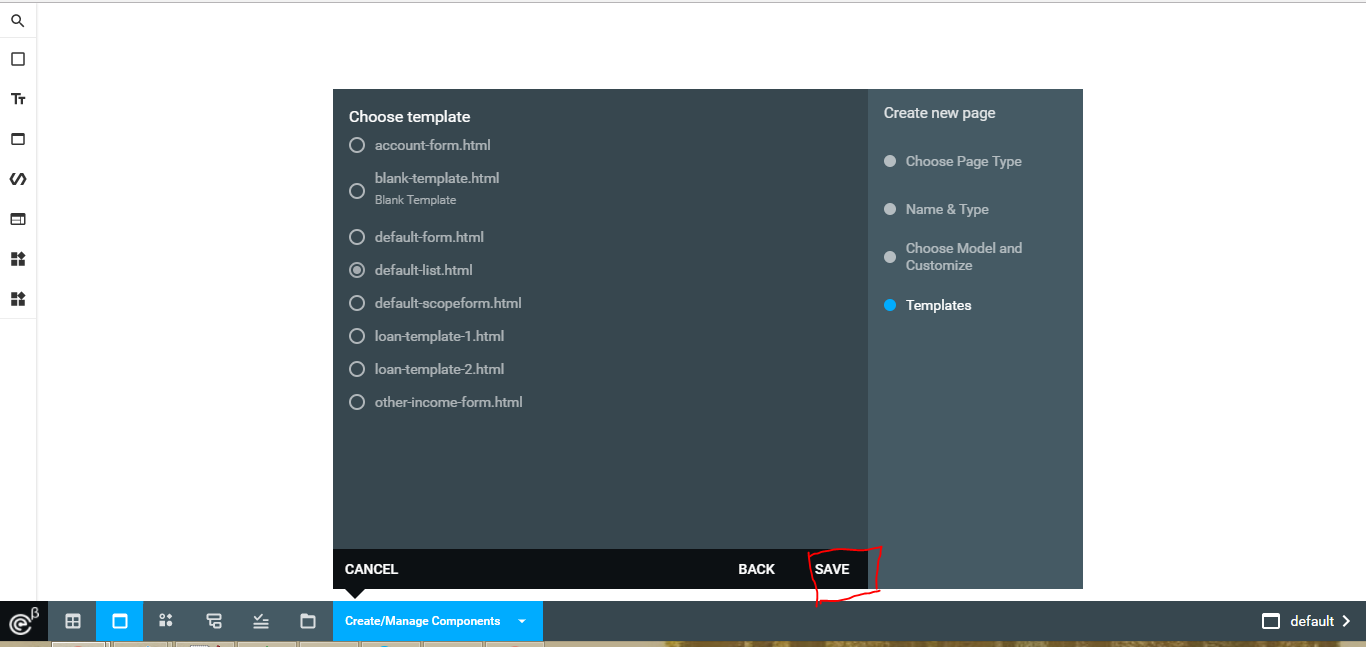 Choose template
account-form.html
blank-template.html
Blank Template
default-form.html
default-list.html
default-scopeform.html
loan-template-1.html
loan-template-2.html
other-income-form.html
CANCEL
BACK
SAVE
Create new page
Choose Page Type
Name & Type
Choose Model and
Customize
Templates
Tт
β
Create/Manage Components
default